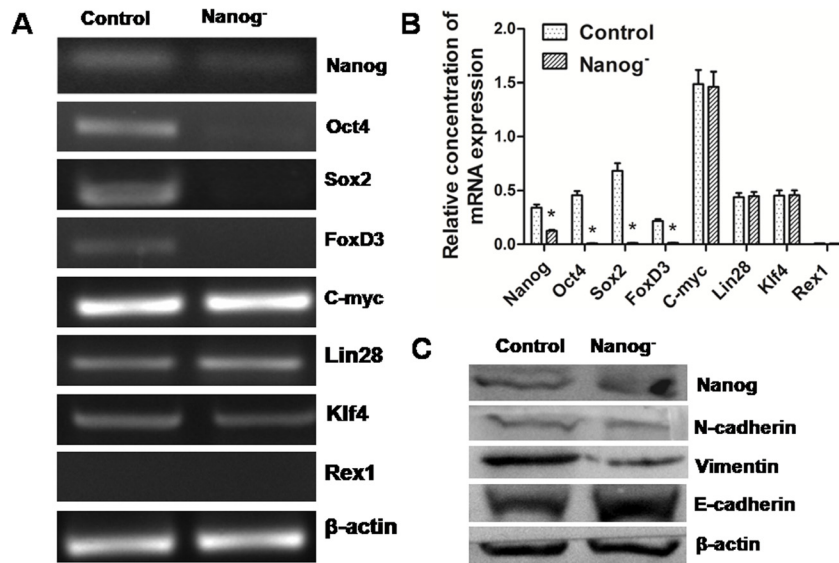 A
Control Nanog⁻
Nanog
Oct4
Sox2
FoxD3
C-myc
Lin28
Klf4
Rex1
β-actin
B
Relative concentration of
mRNA expression
2.0
1.5
1.0
0.5
0.0
Control
Nanog⁻
*
*
*
*
Nanog
Oct4
Sox2
FoxD3
C-myc
Lin28
Klf4
Rex1
C
Control Nanog⁻
Nanog
N-cadherin
Vimentin
E-cadherin
β-actin